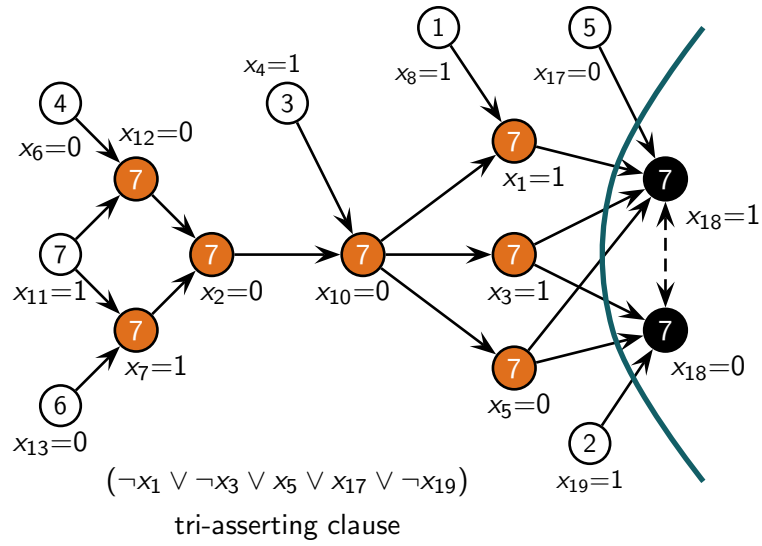 1
5
x₈=1
x₁₇=0
x₄=1
4
3
x₆=0
x₁₂=0
7
7
7
x₁=1
x₁₈=1
7
7
7
7
x₁₁=1
x₂=0
x₁₀=0
x₃=1
7
7
x₇=1
x₁₈=0
7
x₅=0
6
x₁₃=0
2
x₁₉=1
(¬x₁ ∨ ¬x₃ ∨ x₅ ∨ x₁₇ ∨ ¬x₁₉)
tri-asserting clause